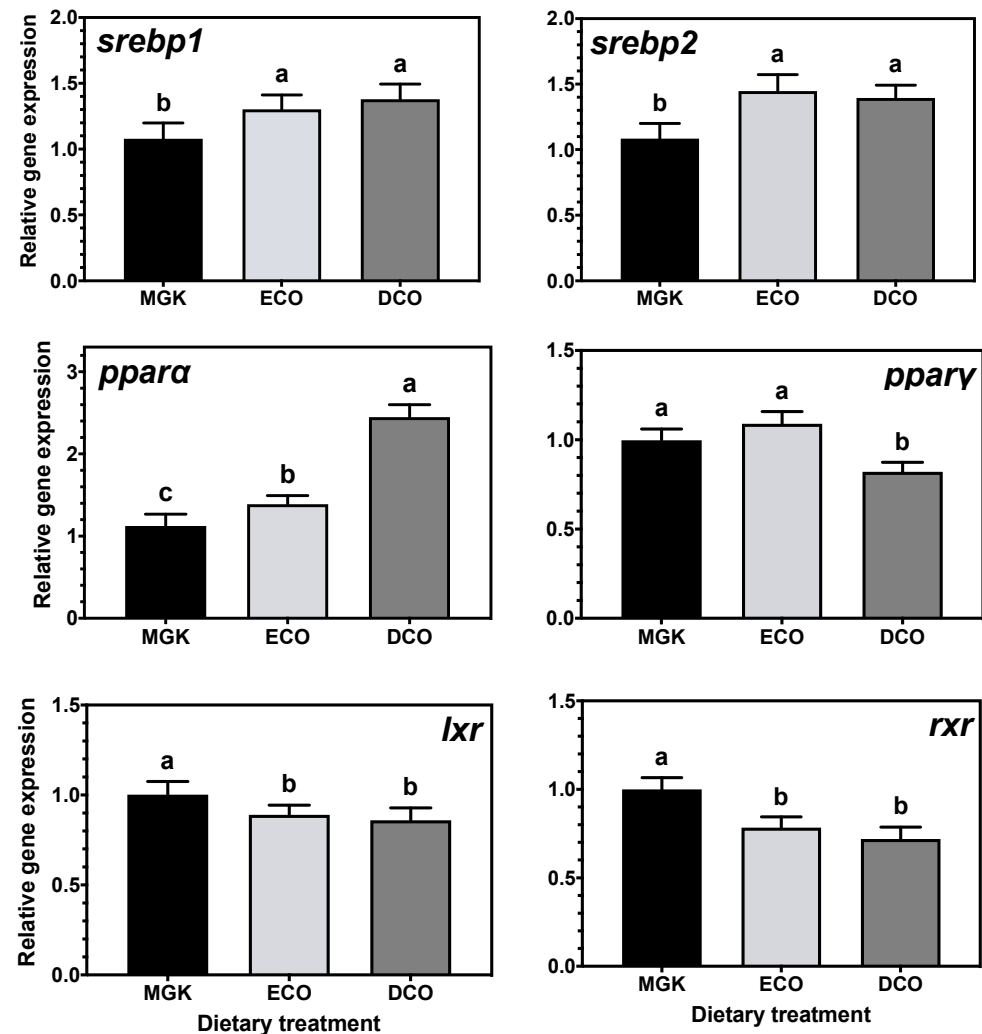 srebp1
Relative gene expression
2.0
1.5
1.0
0.5
0.0
b
a
a
MGK ECO DCO
srebp2
2.0
1.5
1.0
0.5
0.0
b
a
a
MGK ECO DCO
pparα
Relative gene expression
3
2
1
0
c
b
a
MGK ECO DCO
pparγ
1.5
1.0
0.5
0.0
a
a
b
MGK ECO DCO
lxr
Relative gene expression
1.5
1.0
0.5
0.0
a
b
b
MGK ECO DCO
Dietary treatment
rxr
1.5
1.0
0.5
0.0
a
b
b
MGK ECO DCO
Dietary treatment